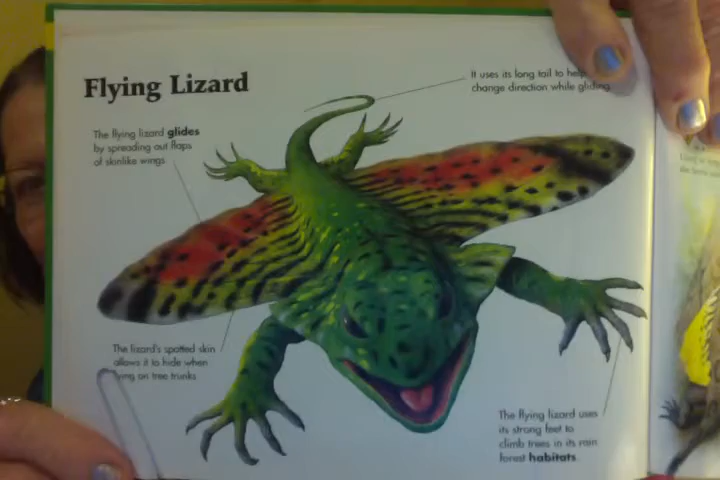 Flying Lizard
It uses its long tail to help
change direction while gliding.
The flying lizard glides
by spreading out flaps
of skinlike wings
The lizard's spotted skin
allows it to hide when
on tree trunks
The flying lizard uses
its strong feet to
climb trees in its rain
forest habitats.